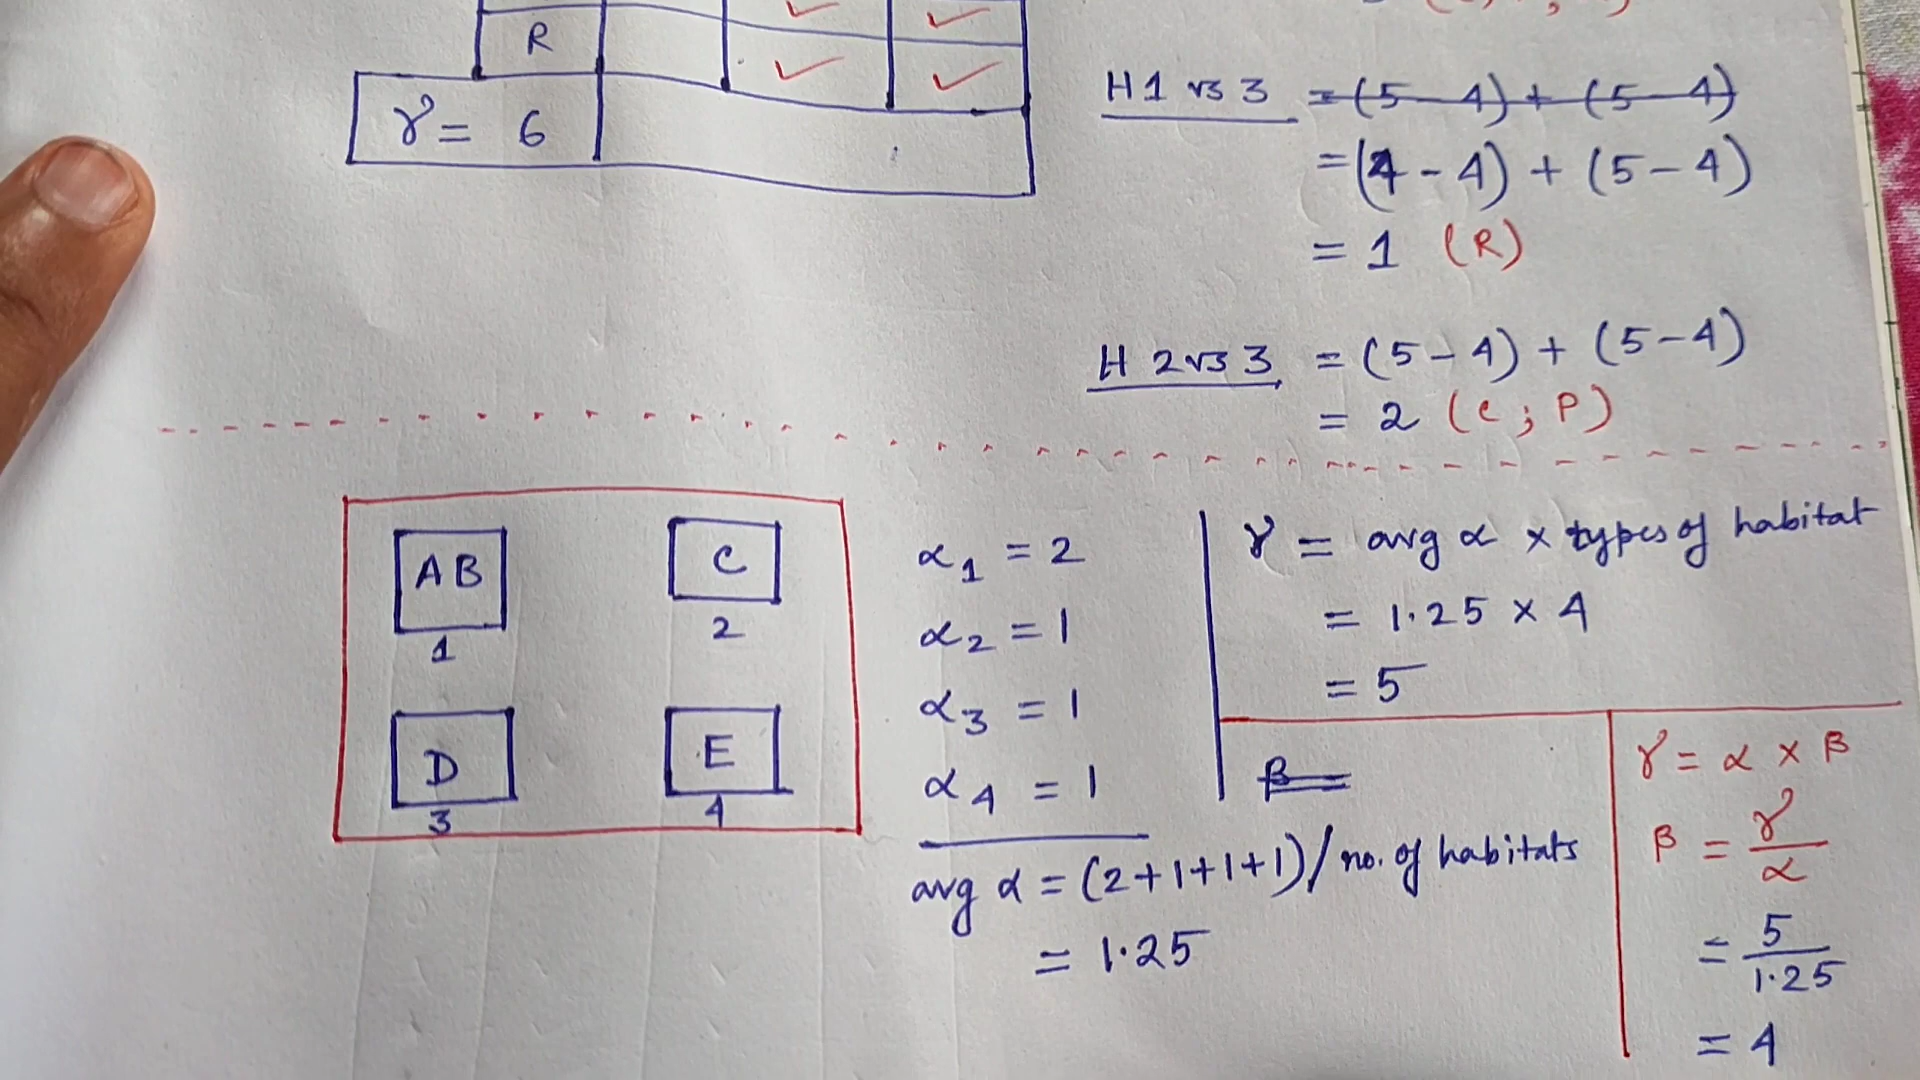 R
γ = 6
H1 vs 3 = (5-4) + (5-4)
= (4-4) + (5-4)
= 1 (R)
H 2 vs 3 = (5-4) + (5-4)
= 2 (C; P)
AB
1
C
2
D
3
E
4
α1 = 2
α2 = 1
α3 = 1
α4 = 1
avg α = (2+1+1+1)/no. of habitats
= 1.25
γ = avg α × types of habitat
= 1.25 × 4
= 5
β =
γ = α × β
β = γ/α
= 5/1.25
= 4